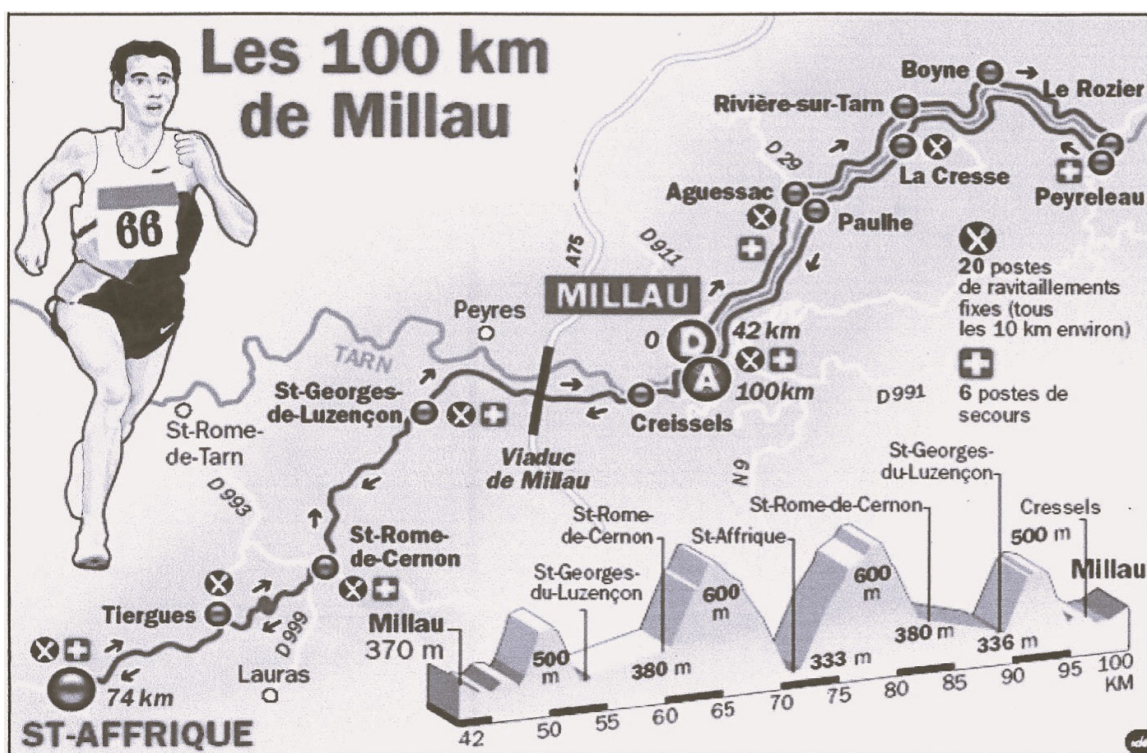 Les 100 km
de Millau
66
Boyne
Le Rozier
Rivière-sur-Tarn
D 29
La Cresse
Aguessac
Peyreleau
Paulhe
A75
D 911
MILLAU
Peyres
0
D
42 km
A
100km
TARN
St-Georges-
de-Luzençon
Creissels
D 991
20 postes
de ravitaillements
fixes (tous
les 10 km environ)
6 postes de
secours
St-Rome-
de-Tarn
Viaduc
de Millau
N 9
D 993
St-Rome-
de-Cernon
Tiergues
D 999
Lauras
74 km
ST-AFFRIQUE
St-Georges-
du-Luzençon
St-Rome-
de-Cernon
St-Rome-de-Cernon
St-Affrique
Cressels
St-Georges-
du-Luzençon
Millau
370 m
500
m
380 m
600
m
333 m
600
m
380 m
336 m
500 m
Millau
42
50
55
60
65
70
75
80
85
90
95
100
KM